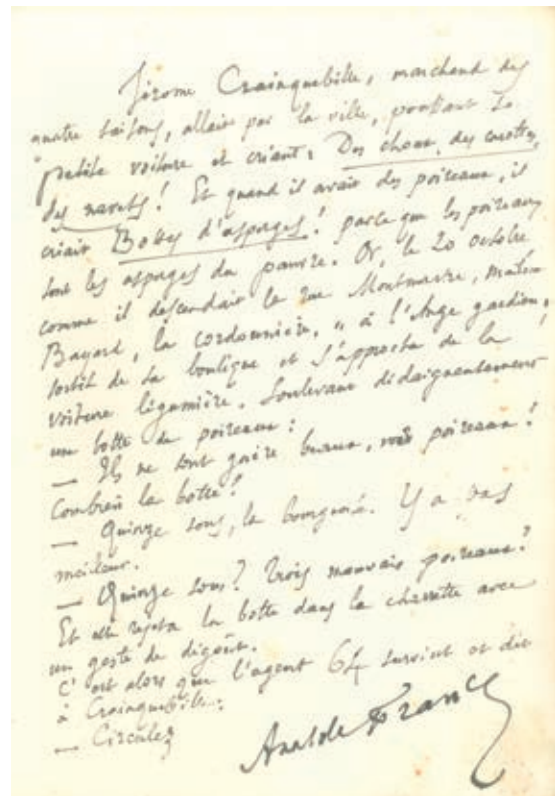 Jérome Crainquebille, marchand des
quatre saisons, allait par la ville, poussant sa
petite voiture et criant: Des choux, des carottes,
des navets! Et quand il avait des poireaux, il
criait Bottes d'asperges! parce que les poireaux
sont les asperges du pauvre. Or, le 20 octobre
comme il descendait la rue Montmartre, madame
Bayard, la cordonnière, " à l'Ange gardien,
sortit de sa boutique et s'approcha de la
voiture légumière. Soulevant dédaigneusement
une botte de poireaux:
— Ils ne sont guère beaux, vos poireaux!
Combien la botte?
— Quinze sous, la bourgeoise. Y a pas
meilleur.
— Quinze sous? Trois mauvais poireaux?
Et elle rejeta la botte dans la charrette avec
un geste de dégoût.
C'est alors que l'agent 64 survint et dit
à Crainquebille:
— Circulez
Anatole France